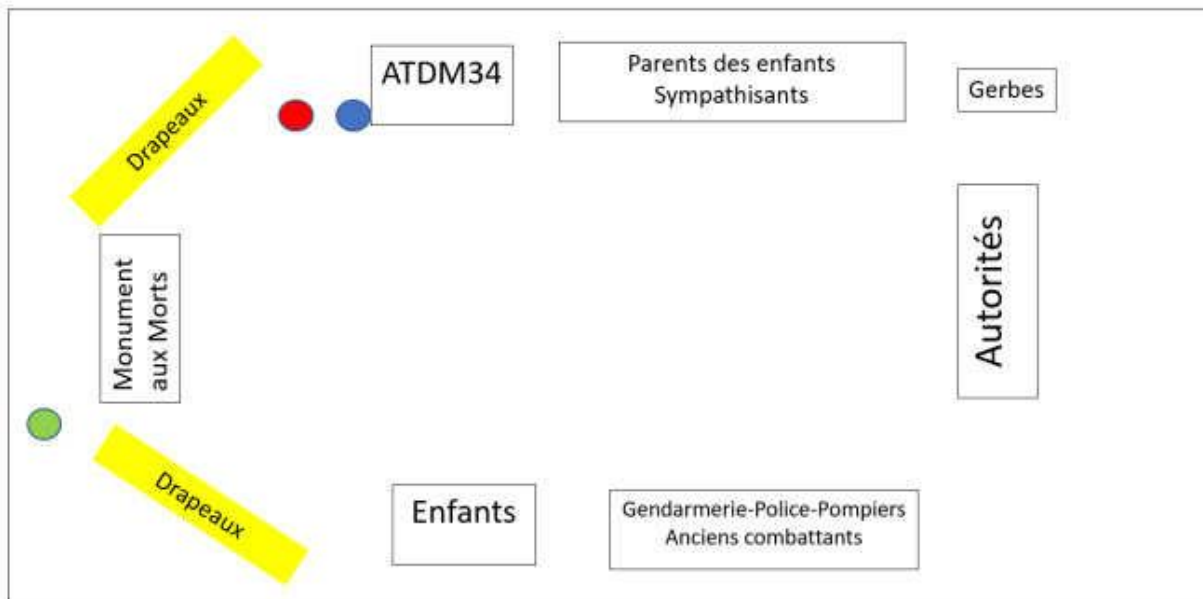 Drapeaux
ATDM34
Parents des enfants
Sympathisants
Gerbes
Monument
aux Morts
Autorités
Drapeaux
Enfants
Gendarmerie-Police-Pompiers
Anciens combattants